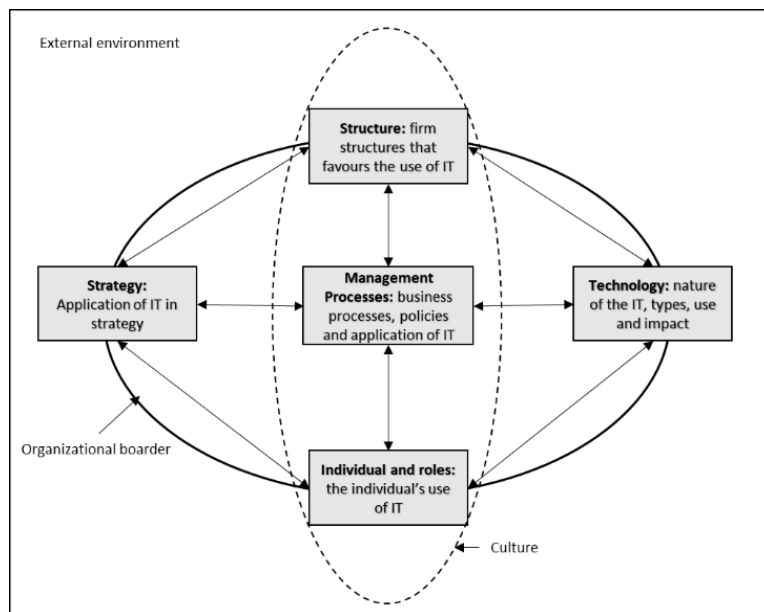 External environment
Structure: firm
structures that
favours the use of IT
Strategy:
Application of IT in
strategy
Management
Processes: business
processes, policies
and application of IT
Technology: nature
of the IT, types, use
and impact
Organizational boarder
Individual and roles:
the individual's use
of IT
Culture